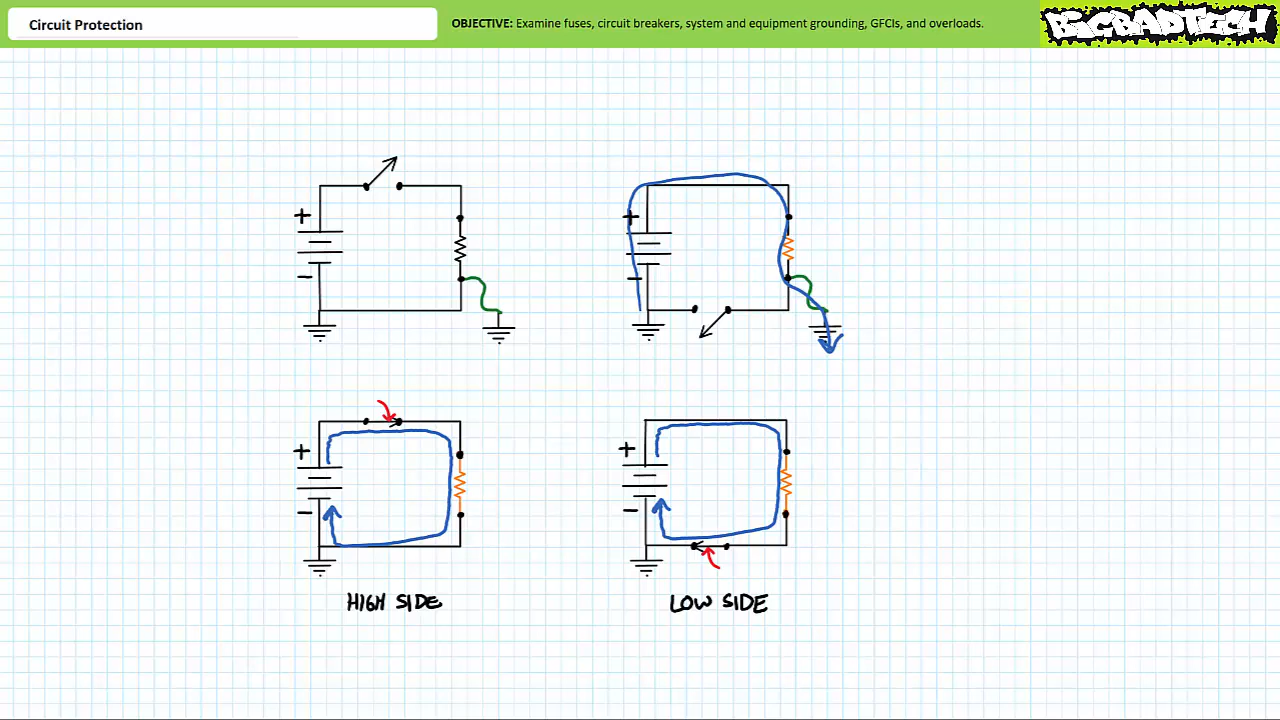 Circuit Protection
OBJECTIVE: Examine fuses, circuit breakers, system and equipment grounding, GFCIs, and overloads.
BIGBADTECH
+
-
+
-
+
-
+
-
HIGH SIDE
LOW SIDE